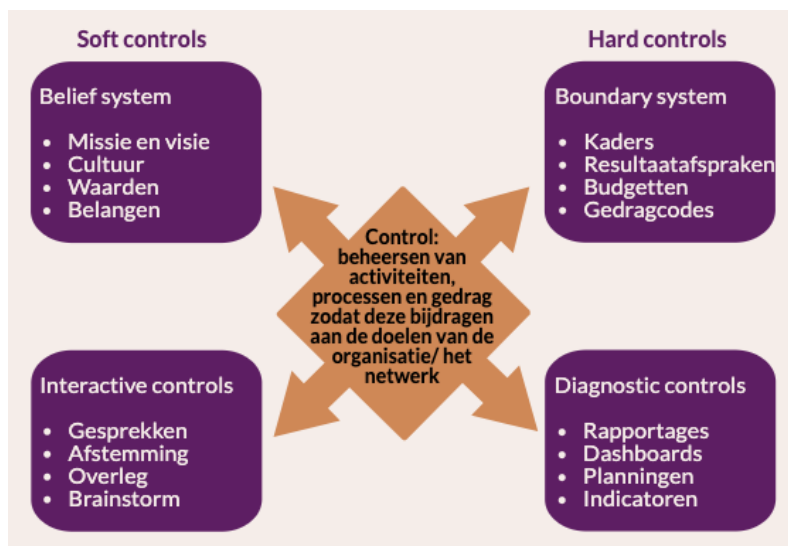 Soft controls
Hard controls
Belief system
• Missie en visie
• Cultuur
• Waarden
• Belangen
Boundary system
• Kaders
• Resultaatafspraken
• Budgetten
• Gedragcodes
Control:
beheersen van
activiteiten,
processen en gedrag
zodat deze bijdragen
aan de doelen van de
organisatie/ het
netwerk
Interactive controls
• Gesprekken
• Afstemming
• Overleg
• Brainstorm
Diagnostic controls
• Rapportages
• Dashboards
• Planningen
• Indicatoren